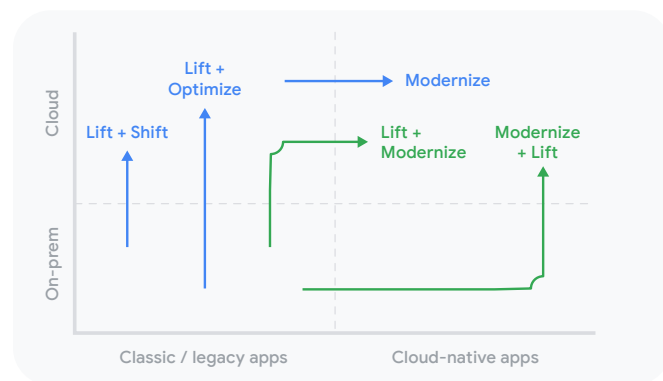 Cloud
On-prem
Lift +
Optimize
Modernize
Lift + Shift
Lift +
Modernize
Modernize
+ Lift
Classic / legacy apps
Cloud-native apps